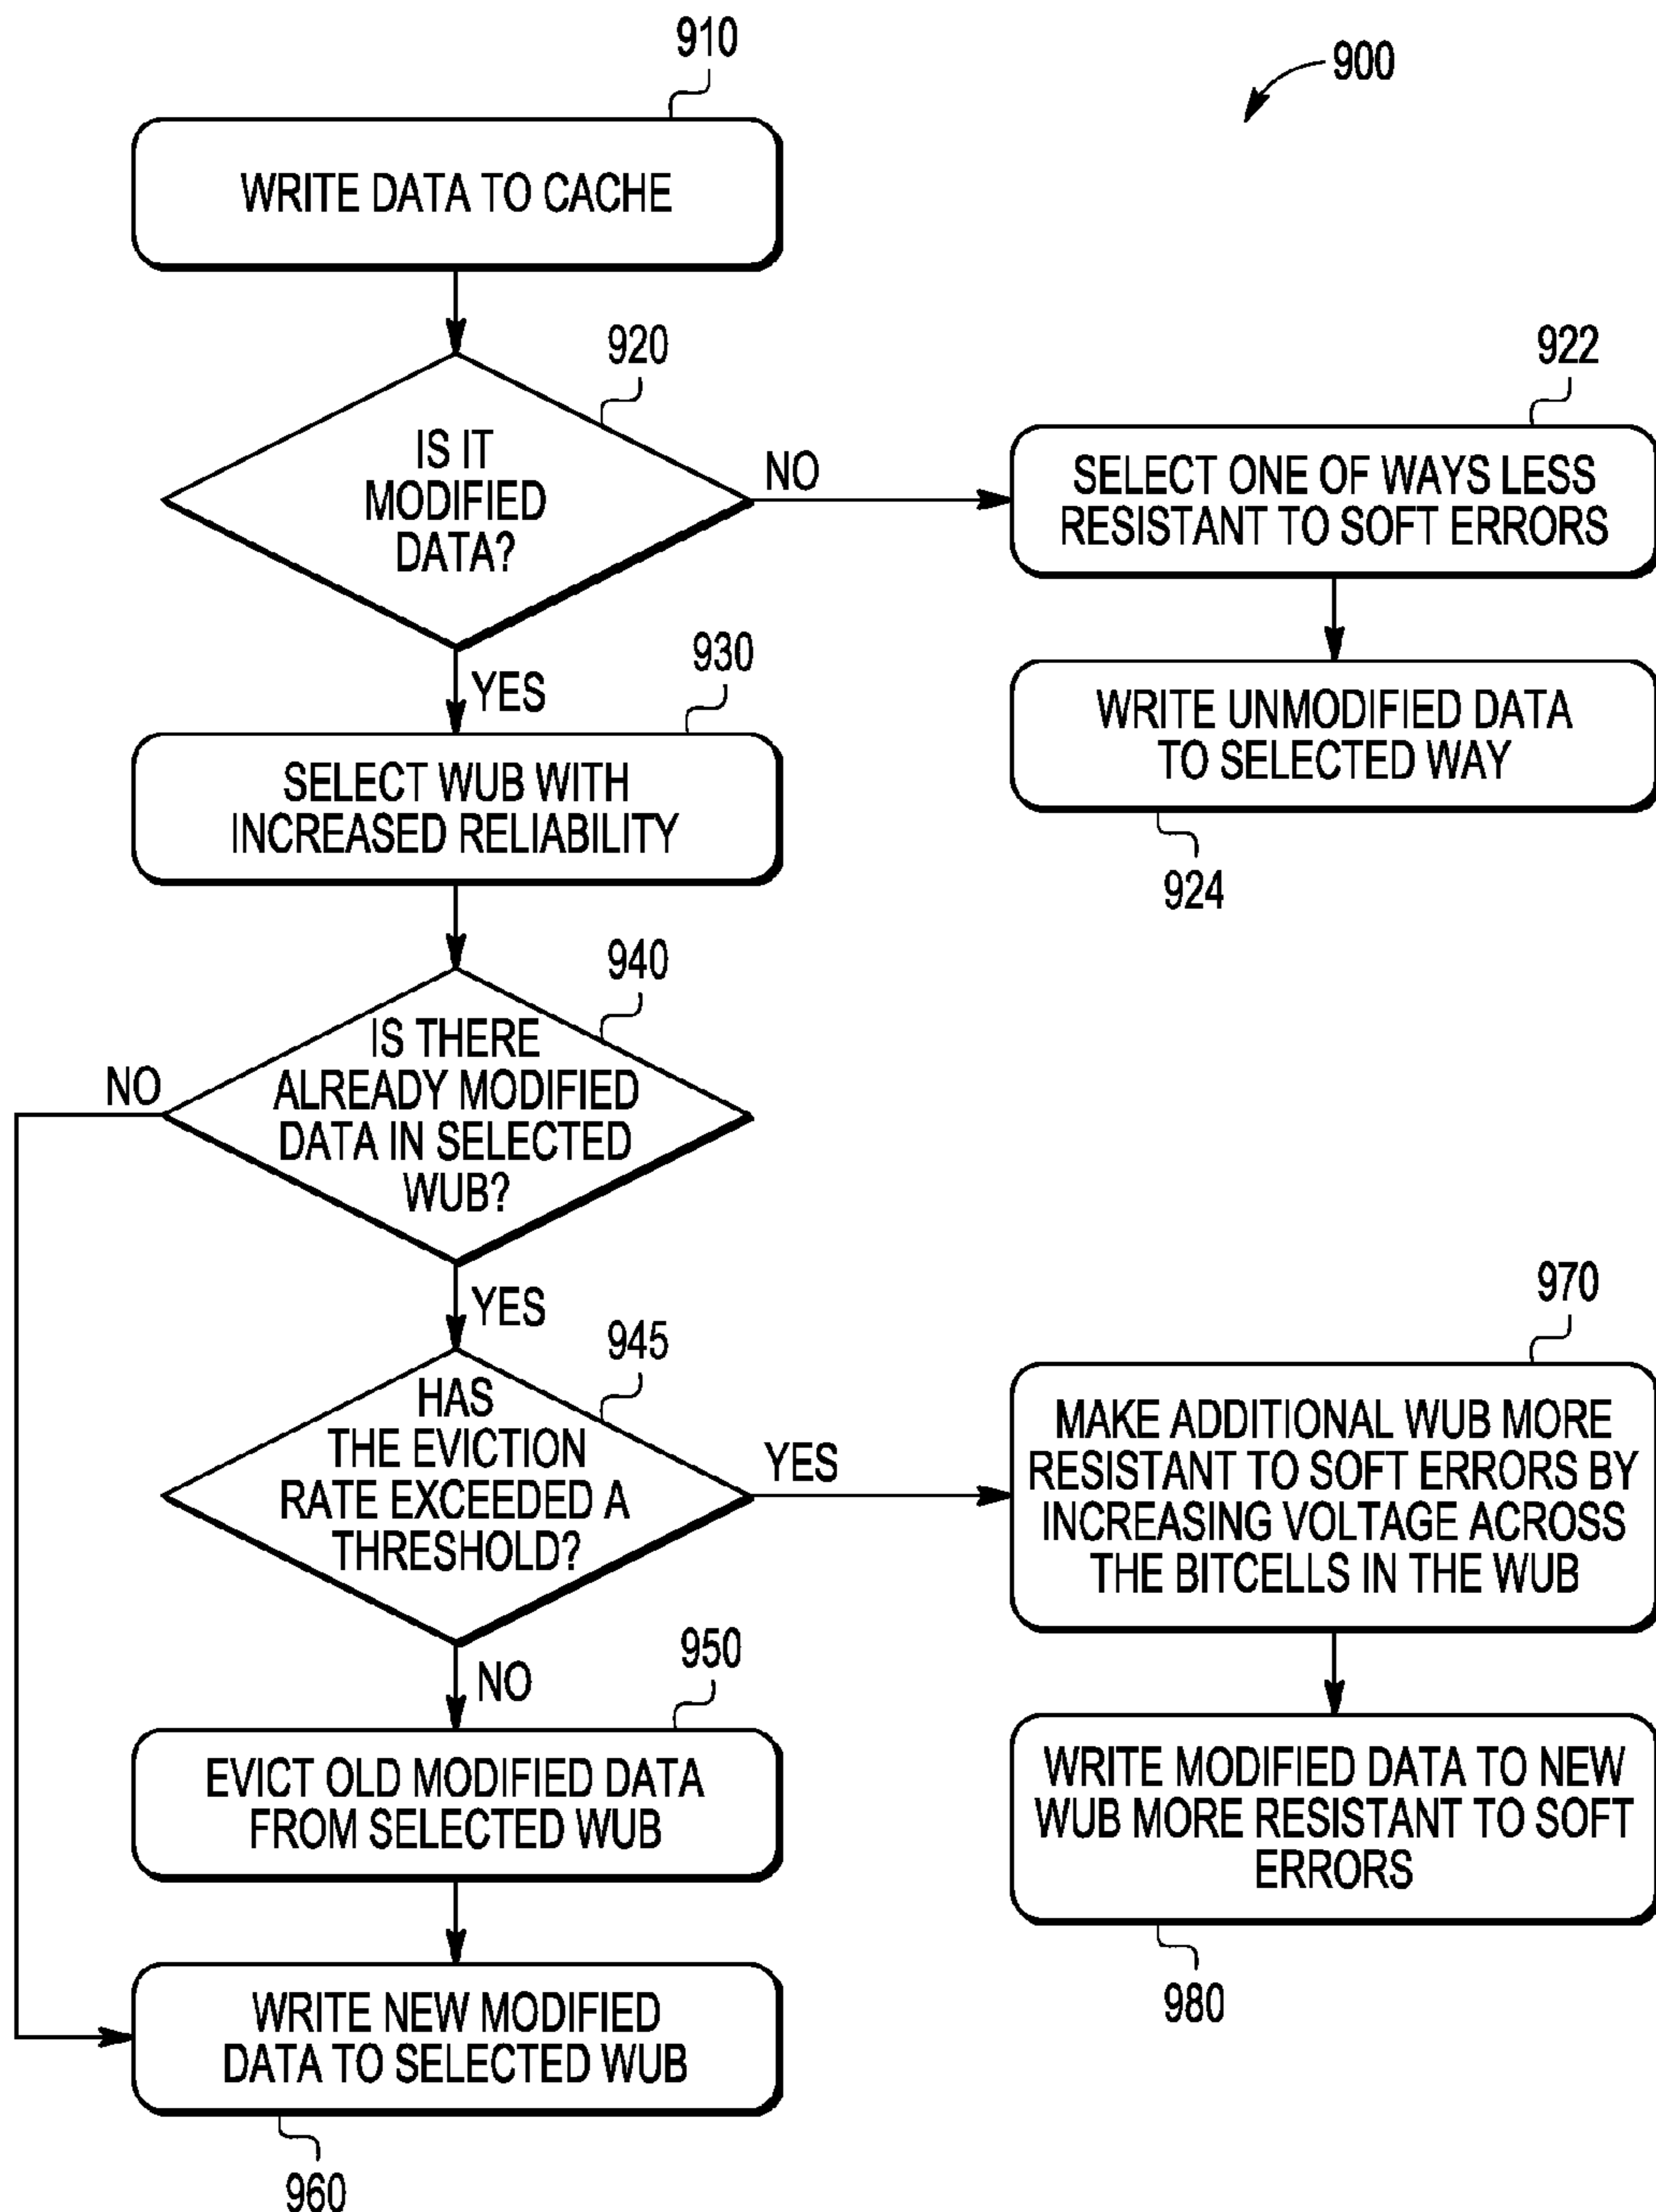 910
900
WRITE DATA TO CACHE
920
IS IT
MODIFIED
DATA?
NO
922
SELECT ONE OF WAYS LESS
RESISTANT TO SOFT ERRORS
YES
930
WRITE UNMODIFIED DATA
TO SELECTED WAY
924
SELECT WUB WITH
INCREASED RELIABILITY
940
IS THERE
ALREADY MODIFIED
DATA IN SELECTED
WUB?
NO
YES
945
HAS
THE EVICTION
RATE EXCEEDED A
THRESHOLD?
YES
970
MAKE ADDITIONAL WUB MORE
RESISTANT TO SOFT ERRORS BY
INCREASING VOLTAGE ACROSS
THE BITCELLS IN THE WUB
NO
950
EVICT OLD MODIFIED DATA
FROM SELECTED WUB
WRITE MODIFIED DATA TO NEW
WUB MORE RESISTANT TO SOFT
ERRORS
980
WRITE NEW MODIFIED
DATA TO SELECTED WUB
960